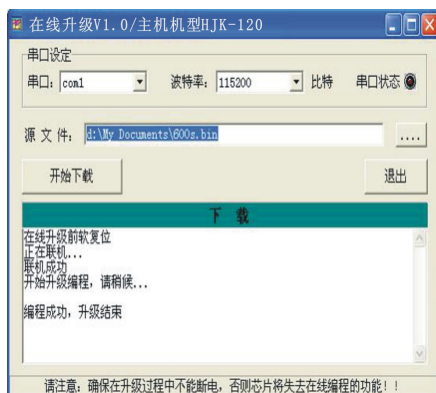 在线升级V1.0/主机机型HJK-120
串口设定
串口: com1 波特率: 115200 比特 串口状态
源 文 件: d:\My Documents\600s.bin ....
开始下载 退出
下 载
在线升级前软复位
正在联机...
联机成功
开始升级编程, 请稍候...
编程成功, 升级结束
请注意: 确保在升级过程中不能断电, 否则芯片将失去在线编程的功能!!